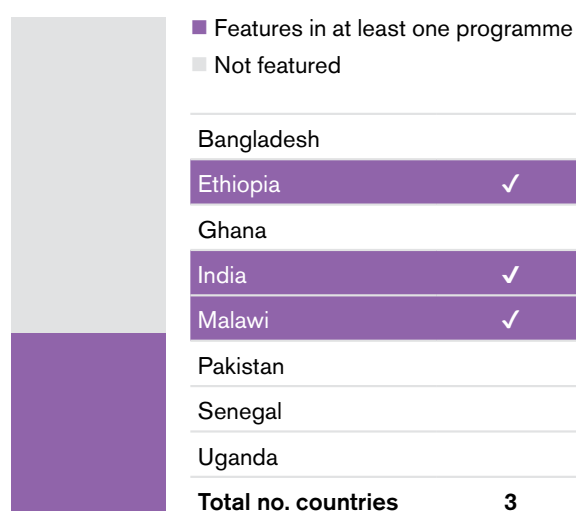 Features in at least one programme
Not featured
Bangladesh
Ethiopia ✓
Ghana
India ✓
Malawi ✓
Pakistan
Senegal
Uganda
Total no. countries 3